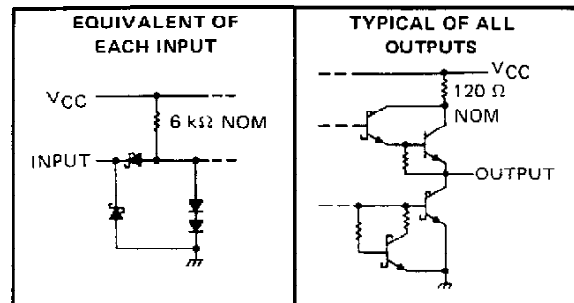 EQUIVALENT OF
EACH INPUT
VCC
6 kΩ NOM
INPUT
TYPICAL OF ALL
OUTPUTS
VCC
120 Ω
NOM
OUTPUT